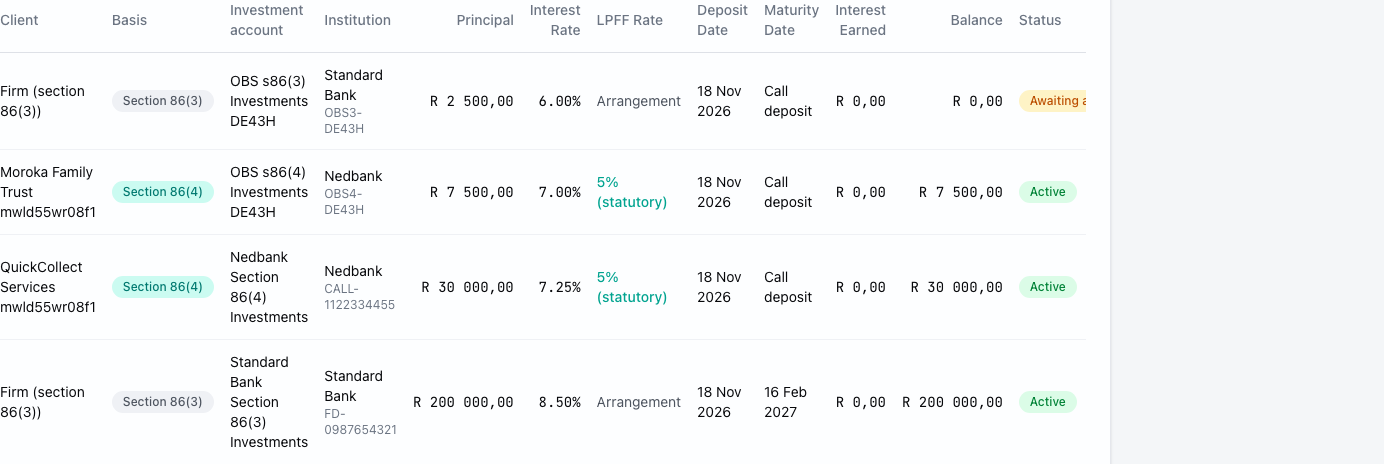 Client
Basis
Investment account
Institution
Principal
Interest Rate
LPFF Rate
Deposit Date
Maturity Date
Interest Earned
Balance
Status
Firm (section 86(3))
Section 86(3)
OBS s86(3) Investments DE43H
Standard Bank
OBS3-DE43H
R 2 500,00
6.00%
Arrangement
18 Nov 2026
Call deposit
R 0,00
R 0,00
Awaiting
Moroka Family Trust mwld55wr08f1
Section 86(4)
OBS s86(4) Investments DE43H
Nedbank
OBS4-DE43H
R 7 500,00
7.00%
5% (statutory)
18 Nov 2026
Call deposit
R 0,00
R 7 500,00
Active
QuickCollect Services mwld55wr08f1
Section 86(4)
Nedbank Section 86(4) Investments
Nedbank
CALL-1122334455
R 30 000,00
7.25%
5% (statutory)
18 Nov 2026
Call deposit
R 0,00
R 30 000,00
Active
Firm (section 86(3))
Section 86(3)
Standard Bank Section 86(3) Investments
Standard Bank
FD-0987654321
R 200 000,00
8.50%
Arrangement
18 Nov 2026
16 Feb 2027
R 0,00
R 200 000,00
Active